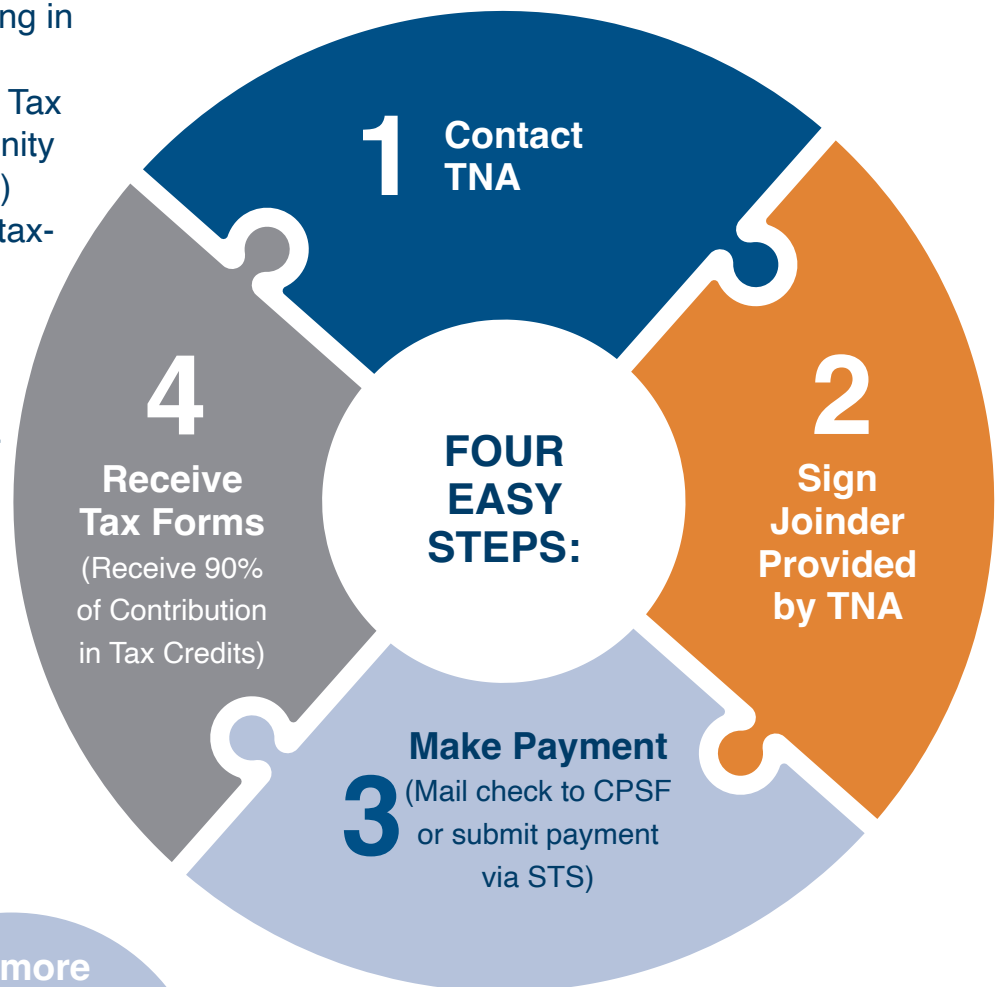 ng in
Tax
nity
)
tax-
1
Contact
TNA
2
Sign
Joinder
Provided
by TNA
Make Payment
3
(Mail check to CPSF
or submit payment
via STS)
4
Receive
Tax Forms
(Receive 90%
of Contribution
in Tax Credits)
FOUR
EASY
STEPS:
more